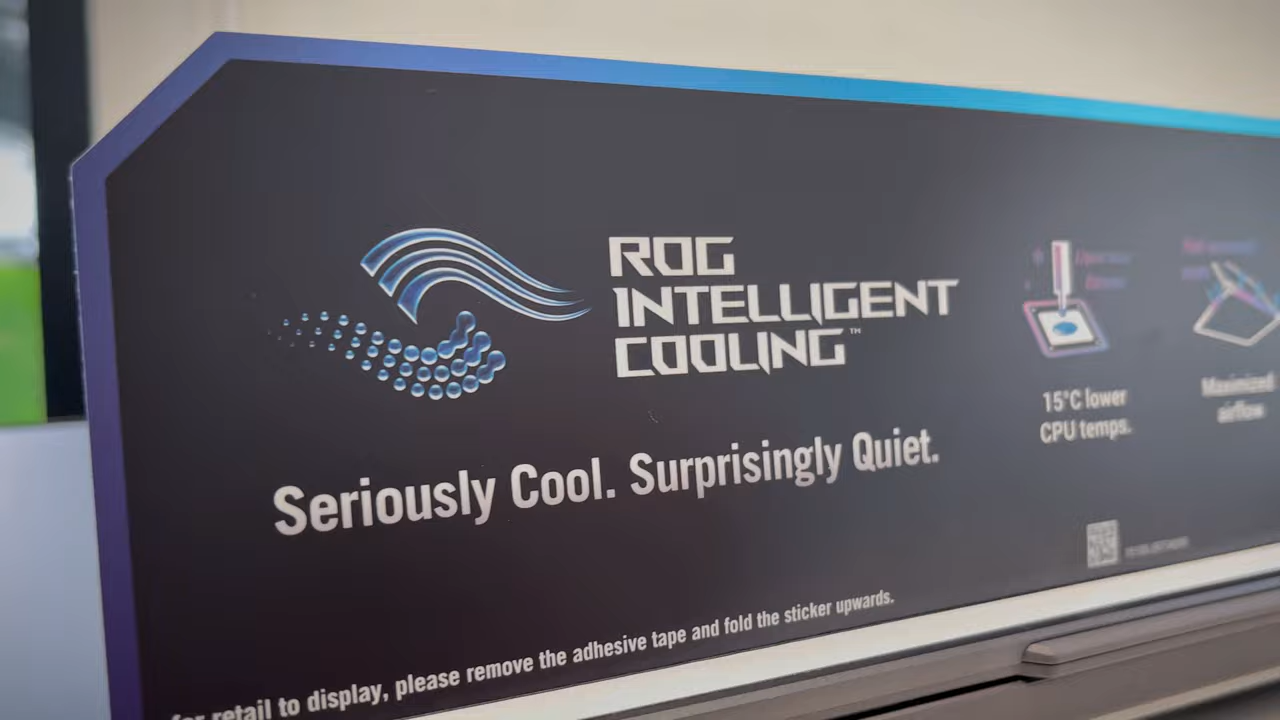 ROG
INTELLIGENT
COOLING™
Seriously Cool. Surprisingly Quiet.
15°C lower
CPU temps.
Maximized
airflow
for retail to display, please remove the adhesive tape and fold the sticker upwards.